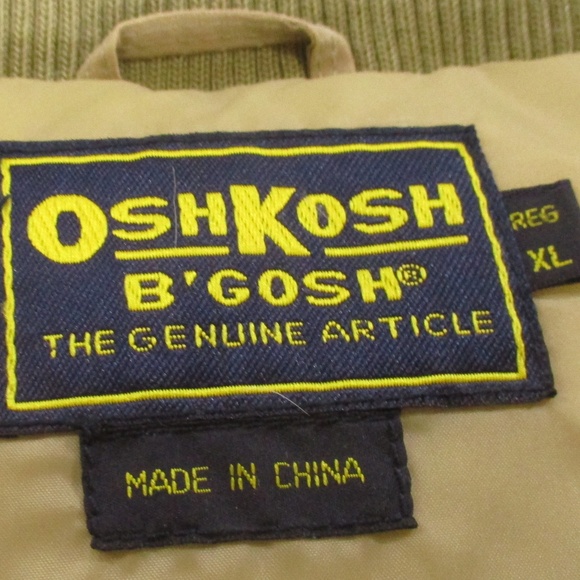 OSHKOSH
B'GOSH®
THE GENUINE ARTICLE
REG
XL
MADE IN CHINA